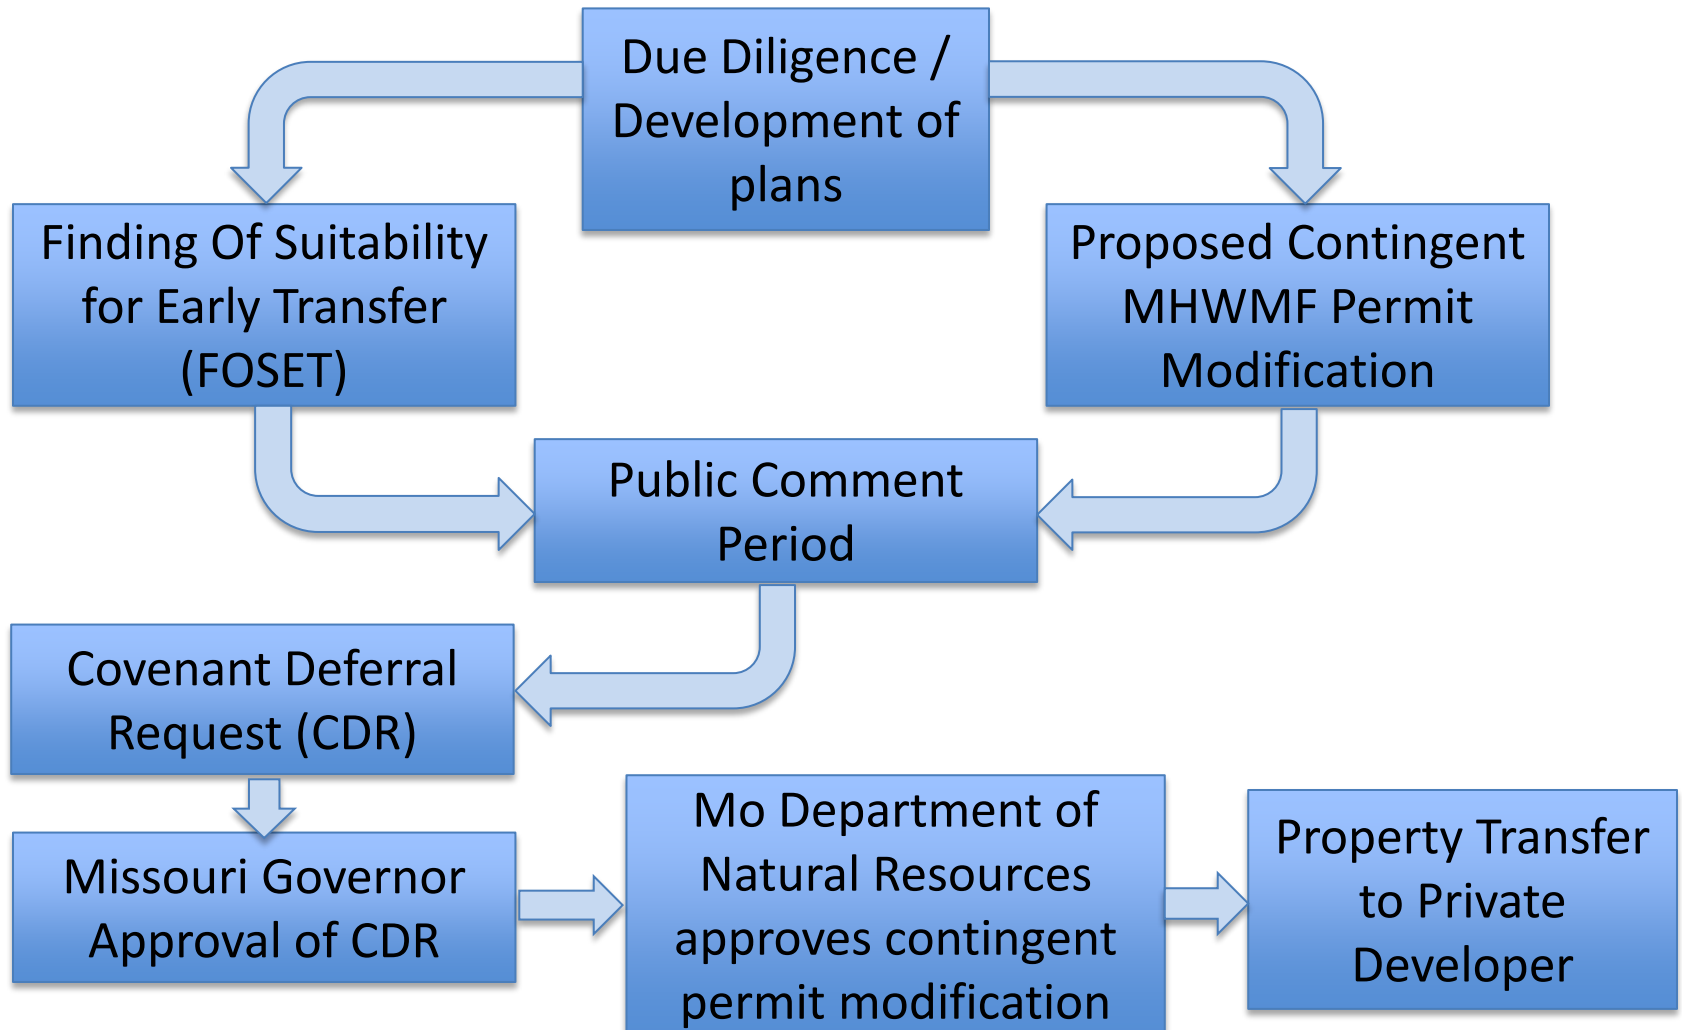 Due Diligence /
Development of
plans
Finding Of Suitability
for Early Transfer
(FOSET)
Proposed Contingent
MHWMF Permit
Modification
Public Comment
Period
Covenant Deferral
Request (CDR)
Missouri Governor
Approval of CDR
Mo Department of
Natural Resources
approves contingent
permit modification
Property Transfer
to Private
Developer